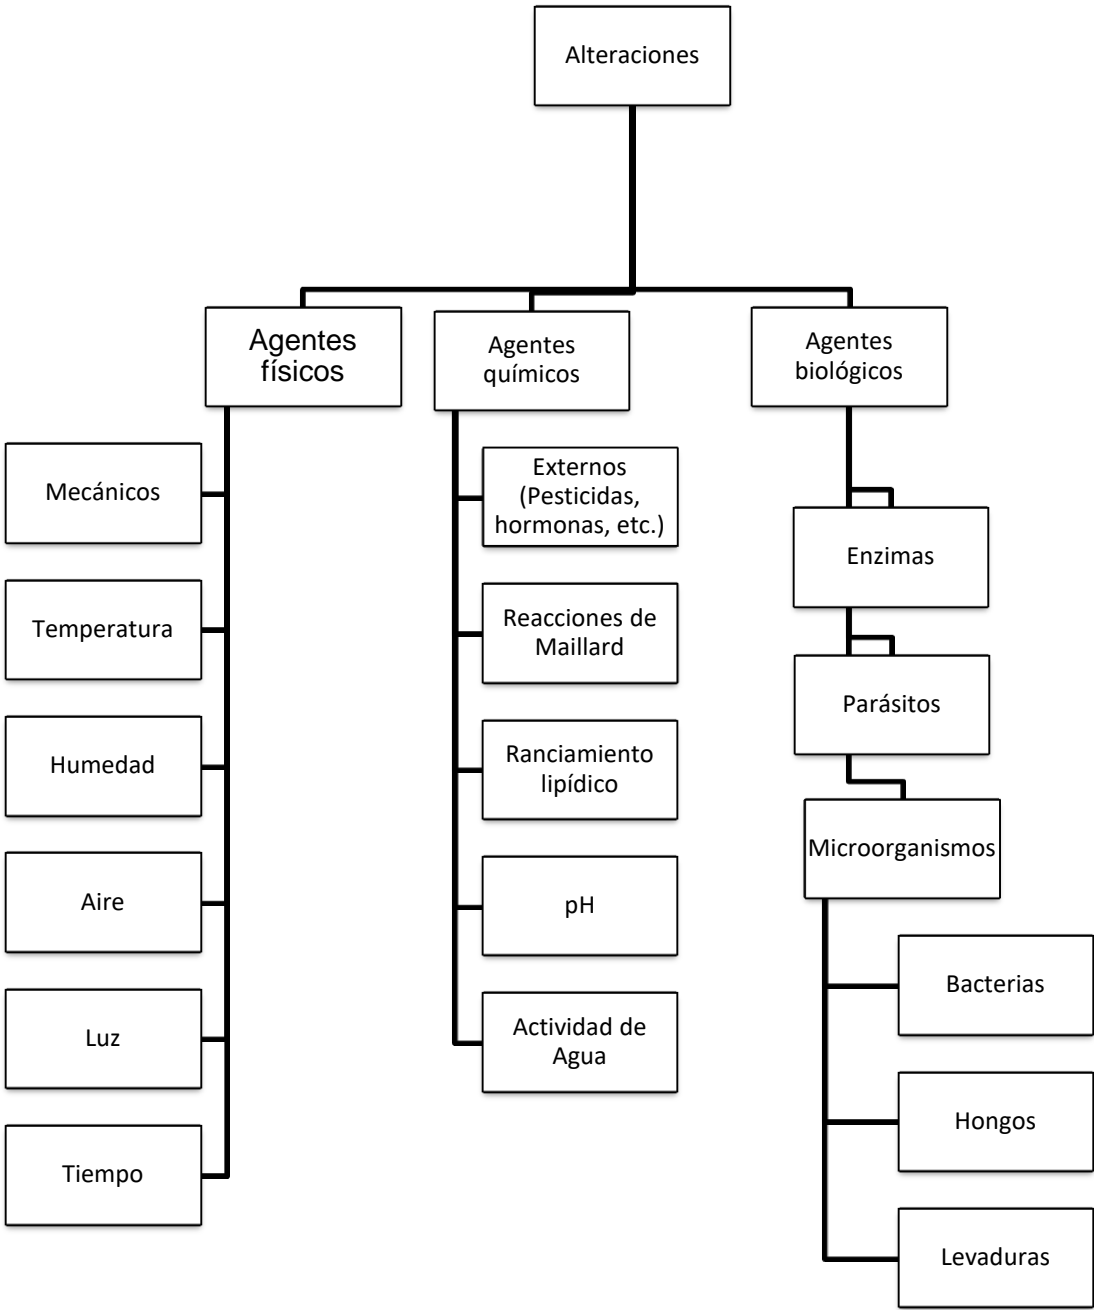 Alteraciones
Agentes
físicos
Mecánicos
Temperatura
Humedad
Aire
Luz
Tiempo
Agentes
químicos
Externos
(Pesticidas,
hormonas, etc.)
Reacciones de
Maillard
Ranciamiento
lipídico
pH
Actividad de
Agua
Agentes
biológicos
Enzimas
Parásitos
Microorganismos
Bacterias
Hongos
Levaduras